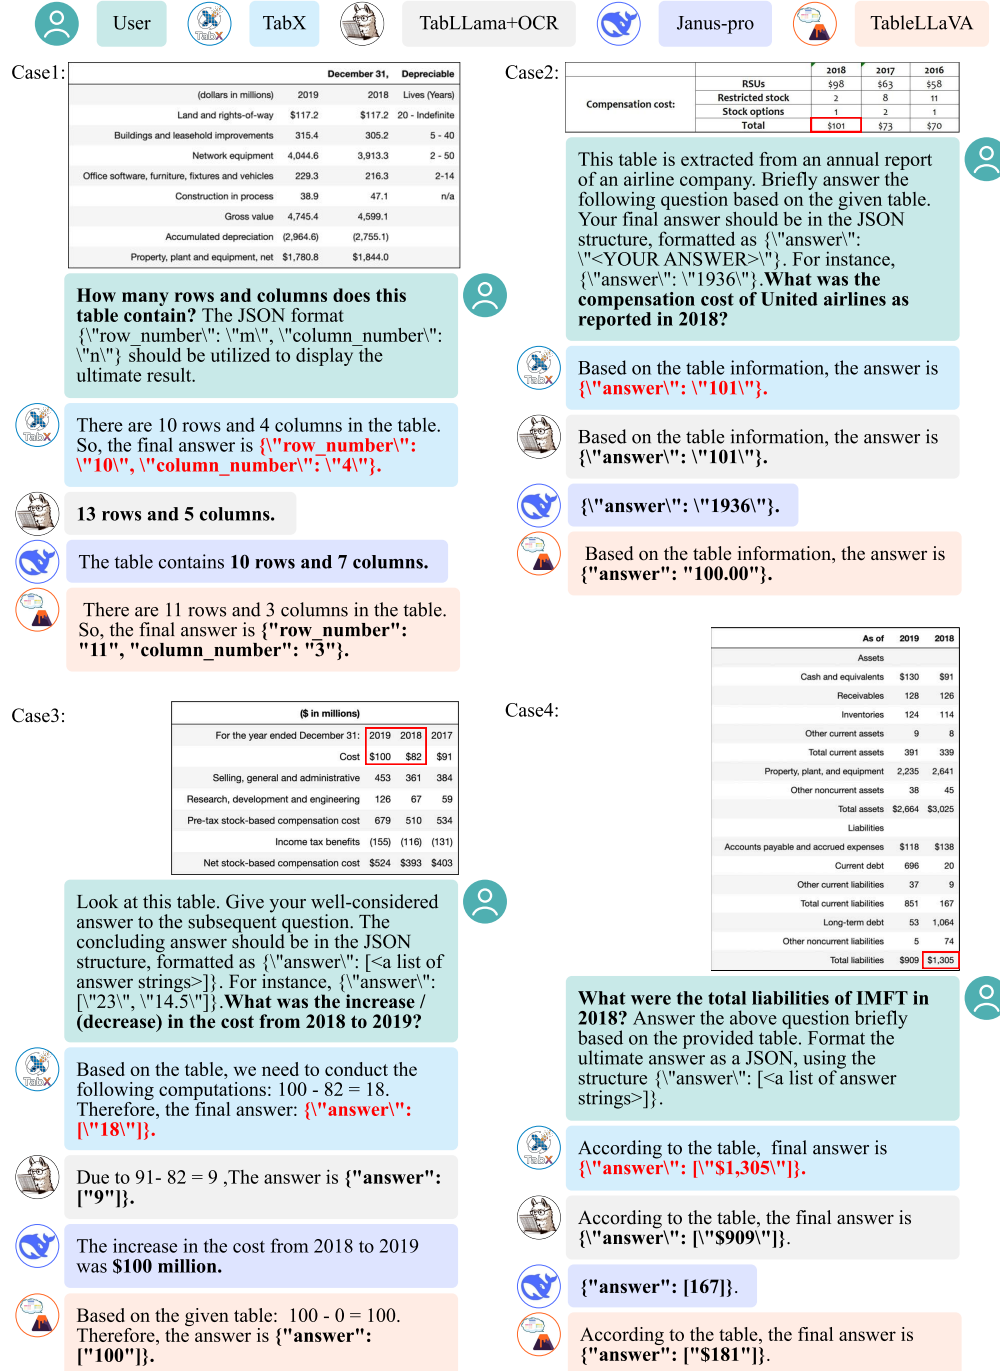 User
TabX
TabLLama+OCR
Janus-pro
TableLLaVA
TabX
Case1:
December 31, Depreciable
(dollars in millions) 2019 2018 Lives (Years)
Land and rights-of-way $117.2 $117.2 20 - Indefinite
Buildings and leasehold improvements 315.4 305.2 5 - 40
Network equipment 4,044.6 3,913.3 2 - 50
Office software, furniture, fixtures and vehicles 229.3 216.3 2-14
Construction in process 38.9 47.1 n/a
Gross value 4,745.4 4,599.1
Accumulated depreciation (2,964.6) (2,755.1)
Property, plant and equipment, net $1,780.8 $1,844.0
How many rows and columns does this
table contain? The JSON format
{\"row_number\": \"m\", \"column_number\":
\"n\"} should be utilized to display the
ultimate result.
TabX
There are 10 rows and 4 columns in the table.
So, the final answer is {\"row_number\":
\"10\", \"column_number\": \"4\"}.
13 rows and 5 columns.
The table contains 10 rows and 7 columns.
There are 11 rows and 3 columns in the table.
So, the final answer is {"row_number":
"11", "column_number": "3"}.
Case2:
2018 2017 2016
Compensation cost:
RSUs $98 $63 $58
Restricted stock 2 8 11
Stock options 1 2 1
Total $101 $73 $70
This table is extracted from an annual report
of an airline company. Briefly answer the
following question based on the given table.
Your final answer should be in the JSON
structure, formatted as {\"answer\":
\"<YOUR ANSWER>\"}. For instance,
{\"answer\": \"1936\"}.What was the
compensation cost of United airlines as
reported in 2018?
TabX
Based on the table information, the answer is
{\"answer\": \"101\"}.
Based on the table information, the answer is
{\"answer\": \"101\"}.
{\"answer\": \"1936\"}.
Based on the table information, the answer is
{"answer": "100.00"}.
Case3:
($ in millions)
For the year ended December 31: 2019 2018 2017
Cost $100 $82 $91
Selling, general and administrative 453 361 384
Research, development and engineering 126 67 59
Pre-tax stock-based compensation cost 679 510 534
Income tax benefits (155) (116) (131)
Net stock-based compensation cost $524 $393 $403
Look at this table. Give your well-considered
answer to the subsequent question. The
concluding answer should be in the JSON
structure, formatted as {\"answer\": [<a list of
answer strings>]}. For instance, {\"answer\":
[\"23\", \"14.5\"]}.What was the increase /
(decrease) in the cost from 2018 to 2019?
TabX
Based on the table, we need to conduct the
following computations: 100 - 82 = 18.
Therefore, the final answer: {\"answer\":
[\"18\"]}.
Due to 91- 82 = 9 ,The answer is {"answer":
["9"]}.
The increase in the cost from 2018 to 2019
was $100 million.
Based on the given table: 100 - 0 = 100.
Therefore, the answer is {"answer":
["100"]}.
Case4:
As of 2019 2018
Assets
Cash and equivalents $130 $91
Receivables 128 126
Inventories 124 114
Other current assets 9 8
Total current assets 391 339
Property, plant, and equipment 2,235 2,641
Other noncurrent assets 38 45
Total assets $2,664 $3,025
Liabilities
Accounts payable and accrued expenses $118 $138
Current debt 696 20
Other current liabilities 37 9
Total current liabilities 851 167
Long-term debt 53 1,064
Other noncurrent liabilities 5 74
Total liabilities $909 $1,305
What were the total liabilities of IMFT in
2018? Answer the above question briefly
based on the provided table. Format the
ultimate answer as a JSON, using the
structure {\"answer\": [<a list of answer
strings>]}.
TabX
According to the table, final answer is
{\"answer\": [\"$1,305\"]}.
According to the table, the final answer is
{\"answer\": [\"$909\"]}.
{"answer": [167]}.
According to the table, the final answer is
{"answer": ["$181"]}.